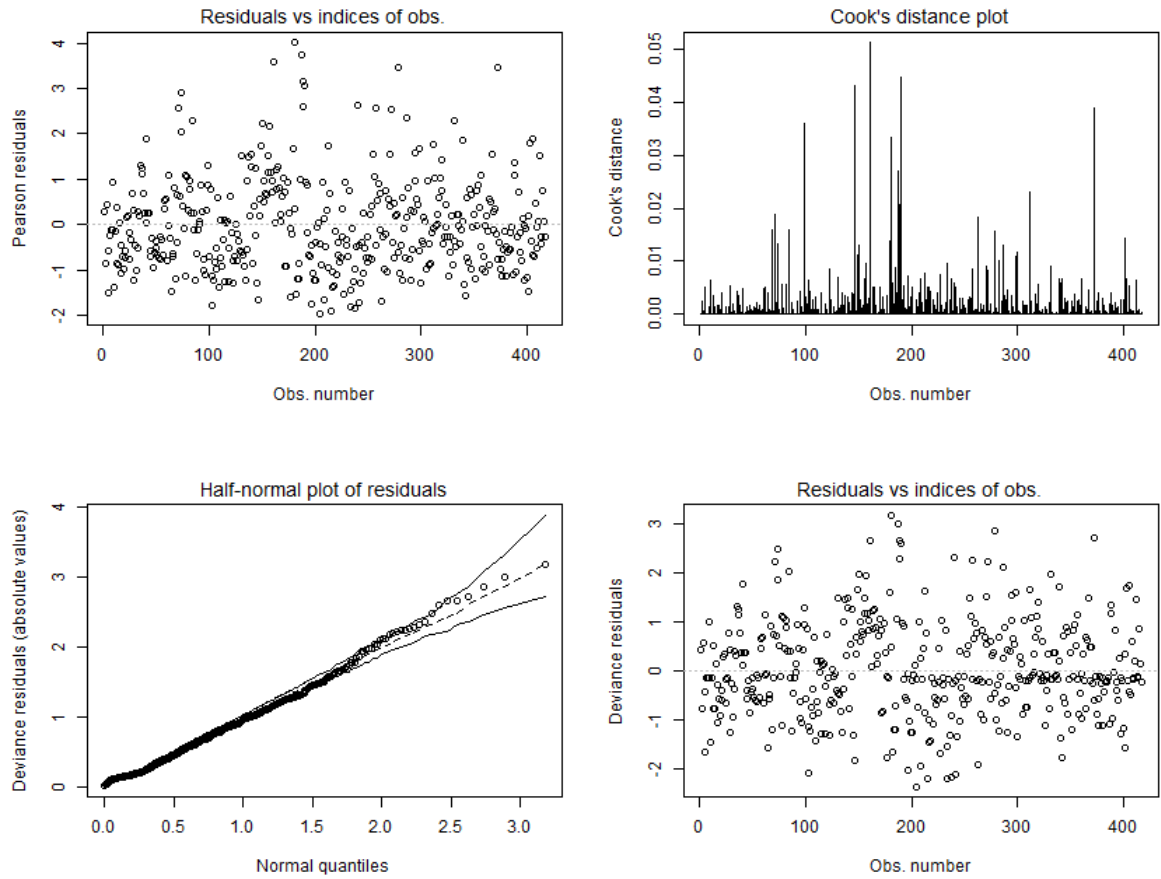 Residuals vs indices of obs.
Pearson residuals
4
3
2
1
0
-1
-2
0 100 200 300 400
Obs. number
Cook's distance plot
Cook's distance
0.05
0.04
0.03
0.02
0.01
0.00
0 100 200 300 400
Obs. number
Half-normal plot of residuals
Deviance residuals (absolute values)
4
3
2
1
0
0.0 0.5 1.0 1.5 2.0 2.5 3.0
Normal quantiles
Residuals vs indices of obs.
Deviance residuals
3
2
1
0
-1
-2
0 100 200 300 400
Obs. number